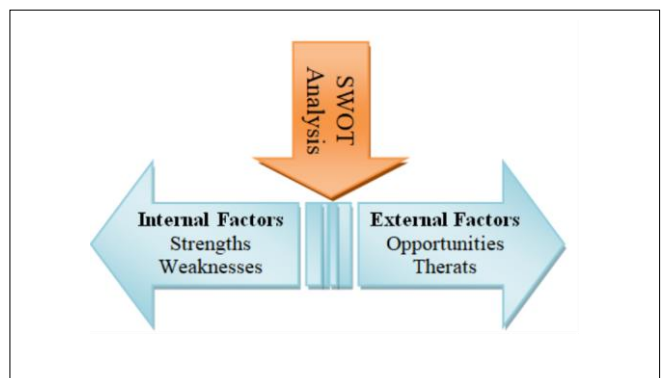 SWOT
Analysis
Internal Factors
Strengths
Weaknesses
External Factors
Opportunities
Therats